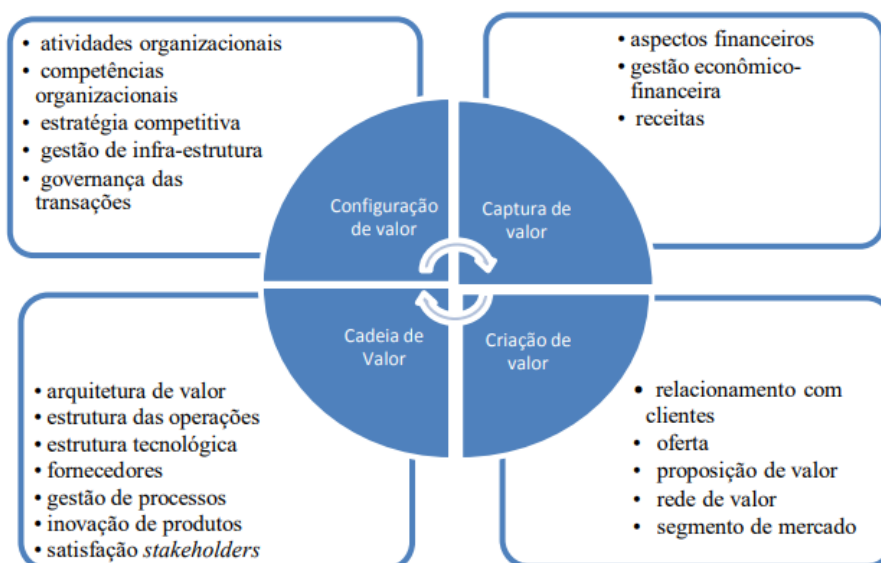 • atividades organizacionais
• competências
organizacionais
• estratégia competitiva
• gestão de infra-estrutura
• governança das
transações
• aspectos financeiros
• gestão econômico-
financeira
• receitas
Configuração
de valor
Captura de
valor
Cadeia de
Valor
Criação de
valor
• arquitetura de valor
• estrutura das operações
• estrutura tecnológica
• fornecedores
• gestão de processos
• inovação de produtos
• satisfação stakeholders
• relacionamento com
clientes
• oferta
• proposição de valor
• rede de valor
• segmento de mercado